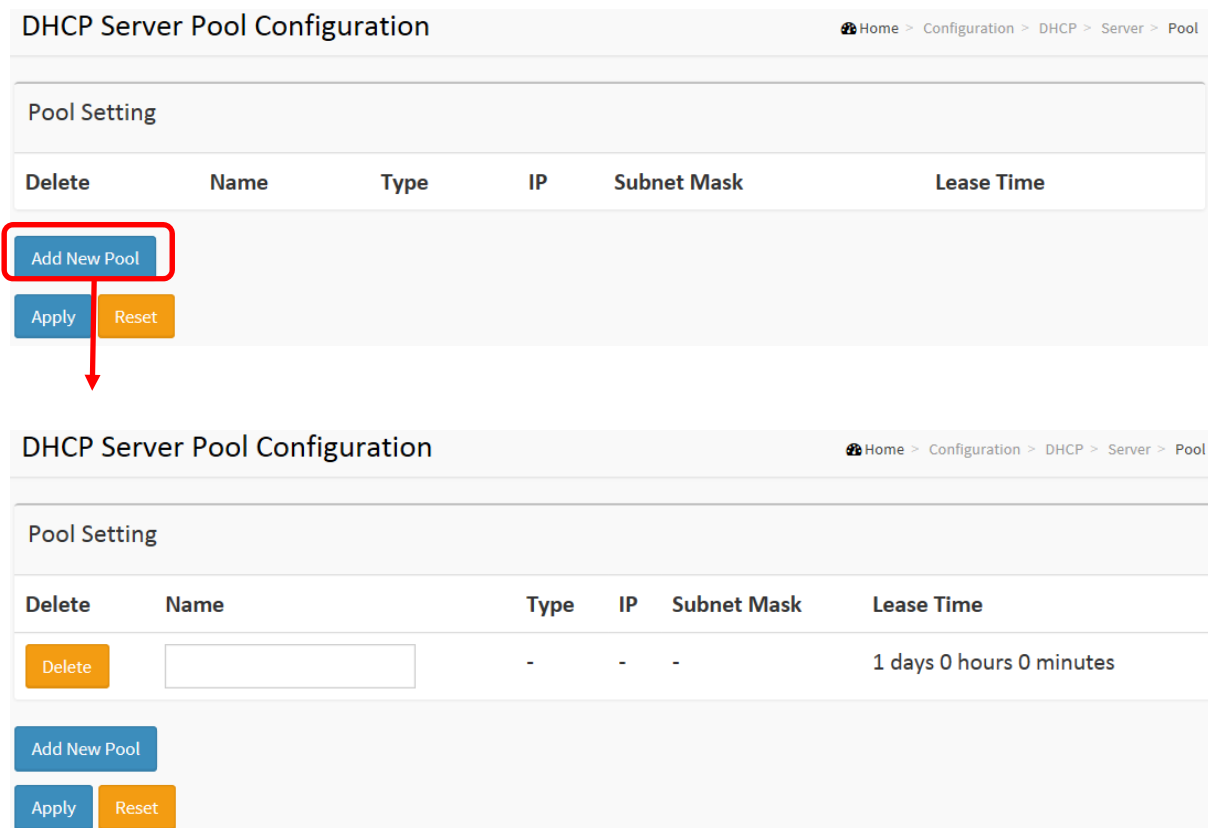 DHCP Server Pool Configuration Home > Configuration > DHCP > Server > Pool
Pool Setting
Delete Name Type IP Subnet Mask Lease Time
Add New Pool
Apply Reset
DHCP Server Pool Configuration Home > Configuration > DHCP > Server > Pool
Pool Setting
Delete Name Type IP Subnet Mask Lease Time
Delete - - - 1 days 0 hours 0 minutes
Add New Pool
Apply Reset